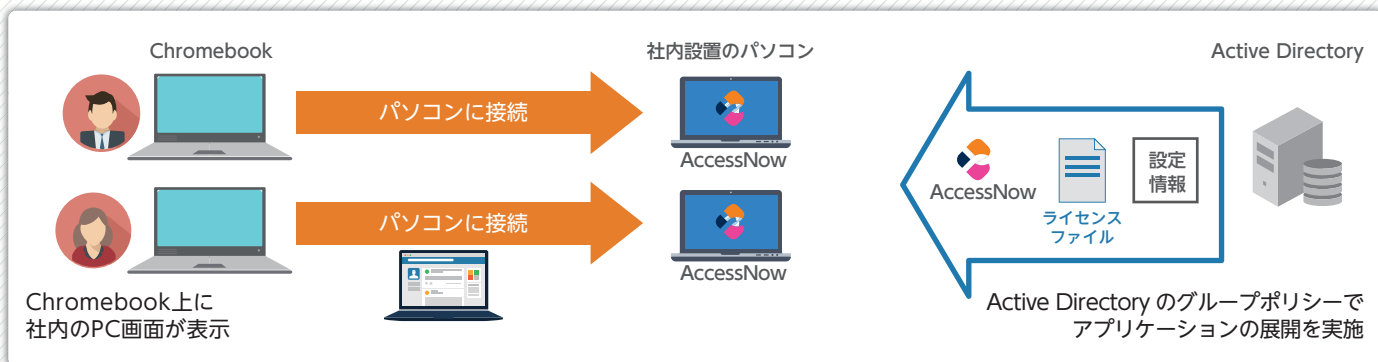 Chromebook
社内設置のパソコン
Active Directory
パソコンに接続
AccessNow
パソコンに接続
AccessNow
AccessNow
ライセンス
ファイル
設定
情報
Chromebook上に
社内のPC画面が表示
Active Directory のグループポリシーで
アプリケーションの展開を実施